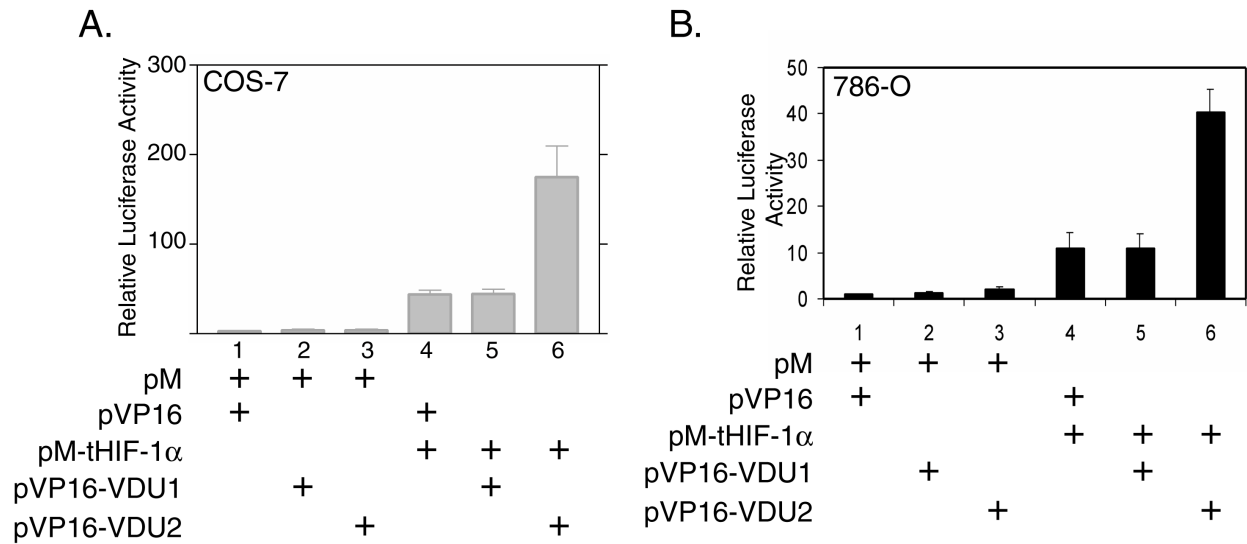 A.
Relative Luciferase Activity
300
200
100
COS-7
1 2 3 4 5 6
pM + + +
pVP16 + +
pM-tHIF-1α + + +
pVP16-VDU1 + +
pVP16-VDU2 + +
B.
Relative Luciferase
Activity
50
40
30
20
10
0
786-O
1 2 3 4 5 6
pM + + +
pVP16 + +
pM-tHIF-1α + + +
pVP16-VDU1 + +
pVP16-VDU2 + +